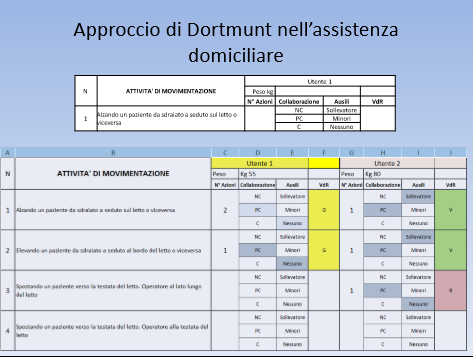 Approccio di Dortmunt nell'assistenza
domiciliare
N ATTIVITA' DI MOVIMENTAZIONE Utente 1
Peso kg
N° Azioni Collaborazione Ausili VdR
1 Alzando un paziente da sdraiato a seduto sul letto o
viceversa
NC Sollevatore
PC Minori
C Nessuno
A B C D E F G H I J
N ATTIVITA' DI MOVIMENTAZIONE Utente 1 Utente 2
Peso Kg 55 Peso Kg 80
N° Azioni Collaborazione Ausili VdR N° Azioni Collaborazione Ausili VdR
NC Sollevatore NC Sollevatore
1 Alzando un paziente da sdraiato a seduto sul letto o viceversa 2 PC Minori G 1 PC Minori V
C Nessuno C Nessuno
NC Sollevatore NC Sollevatore
2 Elevando un paziente da sdraiato a seduto al bordo del letto o viceversa 1 PC Minori G 1 PC Minori V
C Nessuno C Nessuno
NC Sollevatore NC Sollevatore
3 Spostando un paziente verso la testata del letto. Operatore al lato lungo
del letto
PC Minori 1 PC Minori R
C Nessuno C Nessuno
NC Sollevatore NC Sollevatore
4 Spostando un paziente verso la testata del letto. Operatore alla testata del
letto
PC Minori PC Minori
C Nessuno C Nessuno